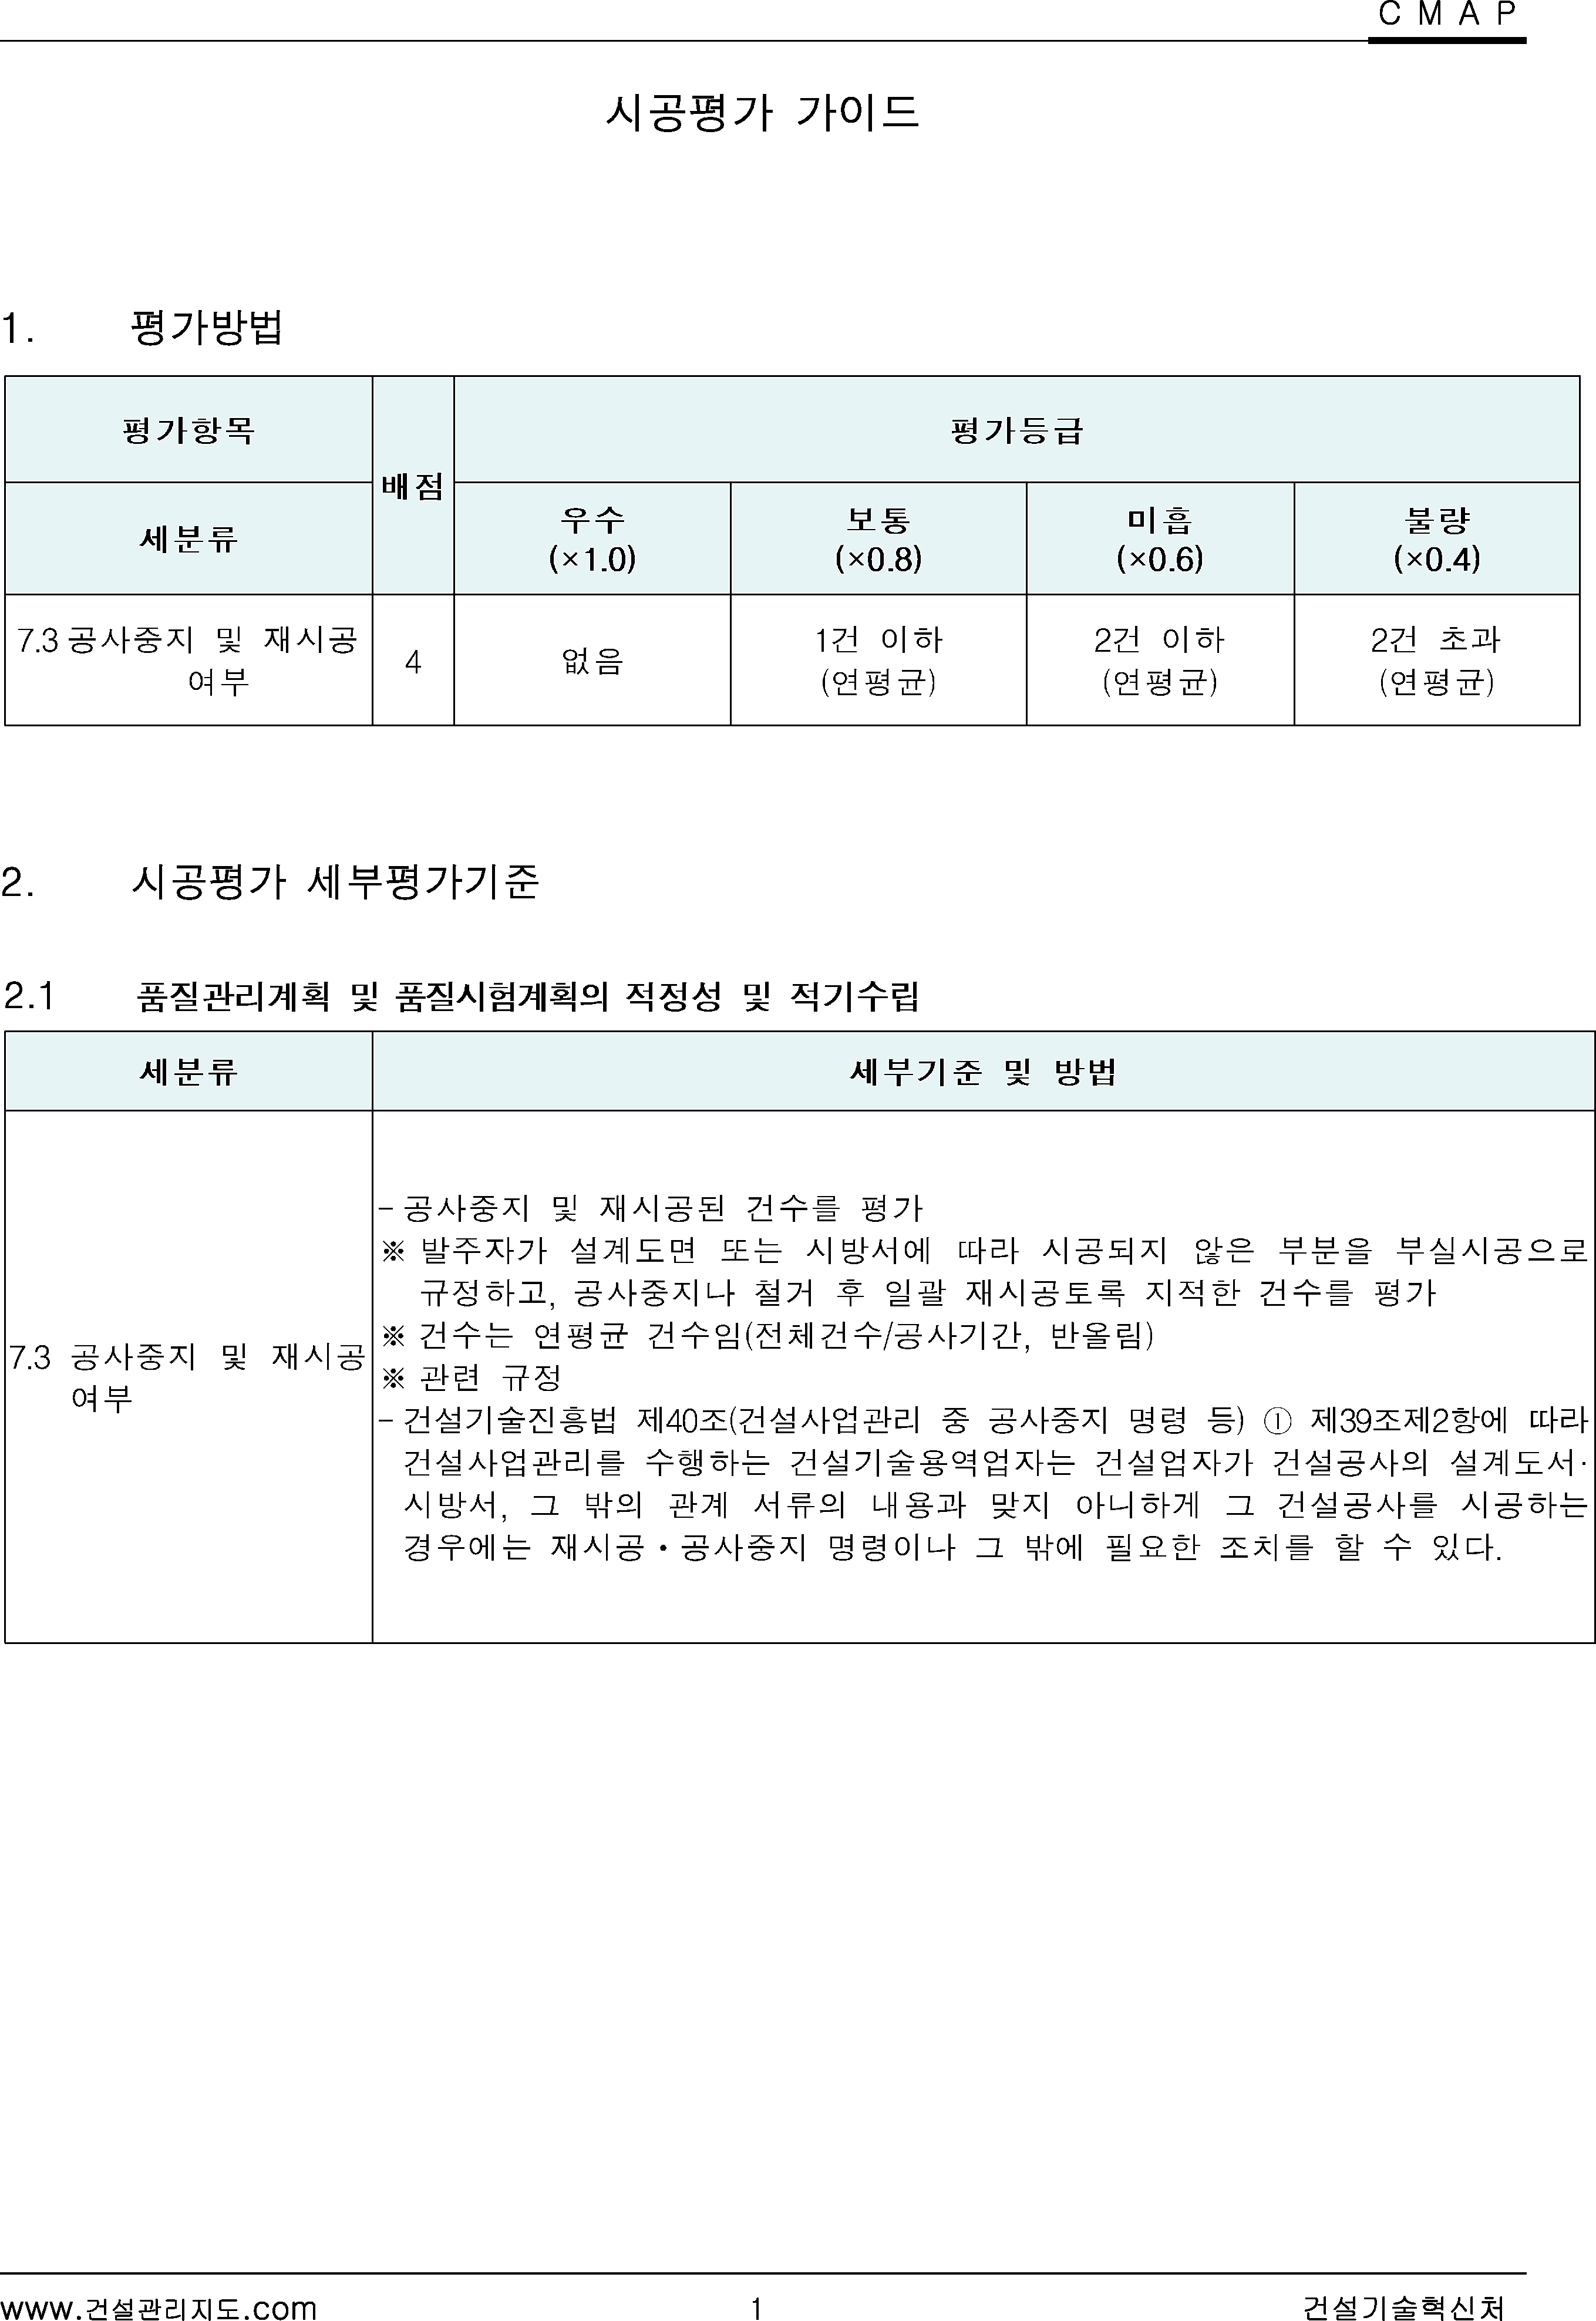 C M A P
시공평가 가이드
1. 평가방법
평가항목
배점
평가등급
세분류
우수
(×1.0)
보통
(×0.8)
미흡
(×0.6)
불량
(×0.4)
7.3 공사중지 및 재시공
여부
4
없음
1건 이하
(연평균)
2건 이하
(연평균)
2건 초과
(연평균)
2. 시공평가 세부평가기준
2.1 품질관리계획 및 품질시험계획의 적정성 및 적기수립
세분류
세부기준 및 방법
7.3 공사중지 및 재시공
여부
- 공사중지 및 재시공된 건수를 평가
※ 발주자가 설계도면 또는 시방서에 따라 시공되지 않은 부분을 부실시공으로
규정하고, 공사중지나 철거 후 일괄 재시공토록 지적한 건수를 평가
※ 건수는 연평균 건수임(전체건수/공사기간, 반올림)
※ 관련 규정
- 건설기술진흥법 제40조(건설사업관리 중 공사중지 명령 등) ① 제39조제2항에 따라
건설사업관리를 수행하는 건설기술용역업자는 건설업자가 건설공사의 설계도서·
시방서, 그 밖의 관계 서류의 내용과 맞지 아니하게 그 건설공사를 시공하는
경우에는 재시공·공사중지 명령이나 그 밖에 필요한 조치를 할 수 있다.
www.건설관리지도.com
1
건설기술혁신처